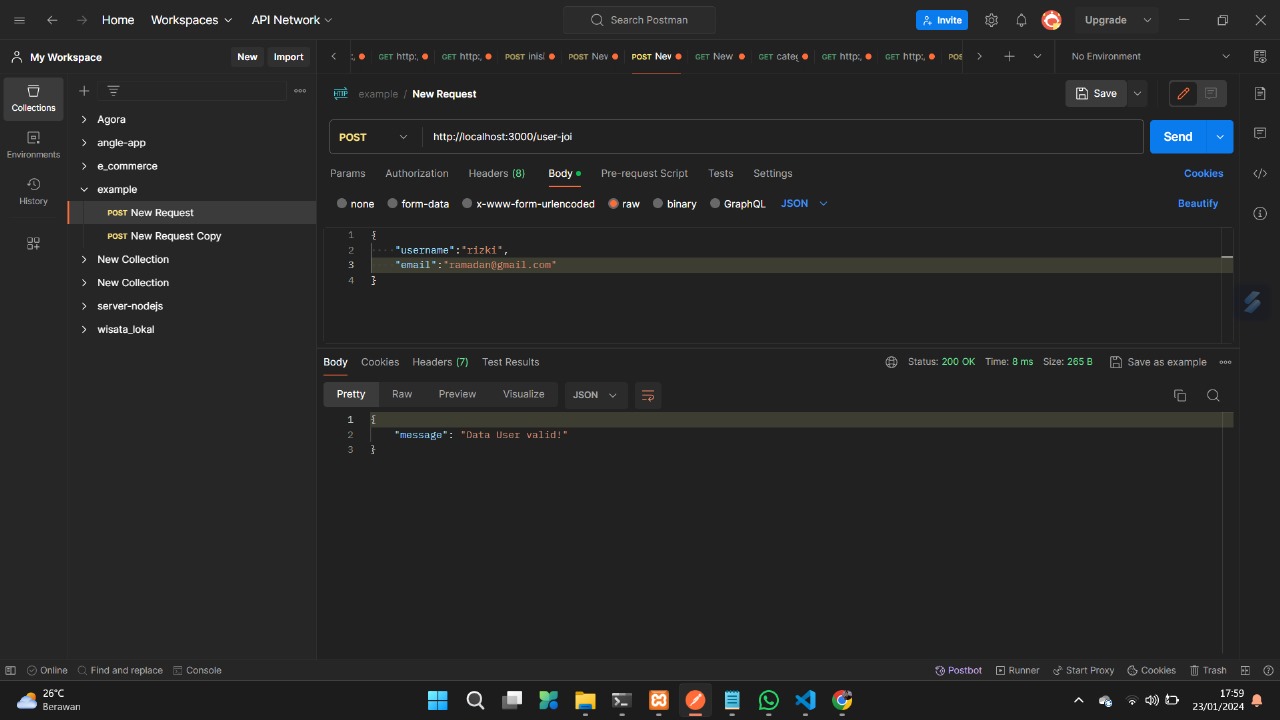 Home Workspaces API Network Search Postman Invite Upgrade
My Workspace New Import
GET http:, GET http:, POST inisi POST Nev POST Nev GET New GET categ GET http:, GET http:, POS No Environment
Collections
Environments
History
Agora
angle-app
e_commerce
example
POST New Request
POST New Request Copy
New Collection
New Collection
server-nodejs
wisata_lokal
HTTP example / New Request Save
POST http://localhost:3000/user-joi Send
Params Authorization Headers (8) Body Pre-request Script Tests Settings Cookies
none form-data x-www-form-urlencoded raw binary GraphQL JSON Beautify
1 {
2 "username":"rizki",
3 "email":"ramadan@gmail.com"
4 }
Body Cookies Headers (7) Test Results Status: 200 OK Time: 8 ms Size: 265 B Save as example
Pretty Raw Preview Visualize JSON
1 {
2 "message": "Data User valid!"
3 }
Online Find and replace Console Postbot Runner Start Proxy Cookies Trash
26°C
Berawan
17:59
23/01/2024